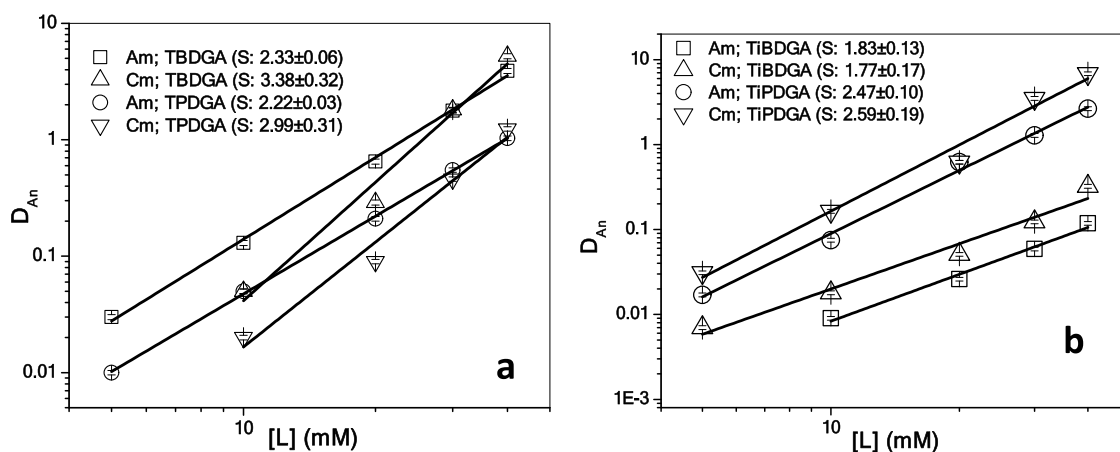 10
1
0.1
0.01
D_An
□ Am; TBDGA (S: 2.33±0.06)
△ Cm; TBDGA (S: 3.38±0.32)
○ Am; TPDGA (S: 2.22±0.03)
▽ Cm; TPDGA (S: 2.99±0.31)
a
10
[L] (mM)
100
10
1
0.1
0.01
1E-3
D_An
□ Am; TiBDGA (S: 1.83±0.13)
△ Cm; TiBDGA (S: 1.77±0.17)
○ Am; TiPDGA (S: 2.47±0.10)
▽ Cm; TiPDGA (S: 2.59±0.19)
b
10
[L] (mM)